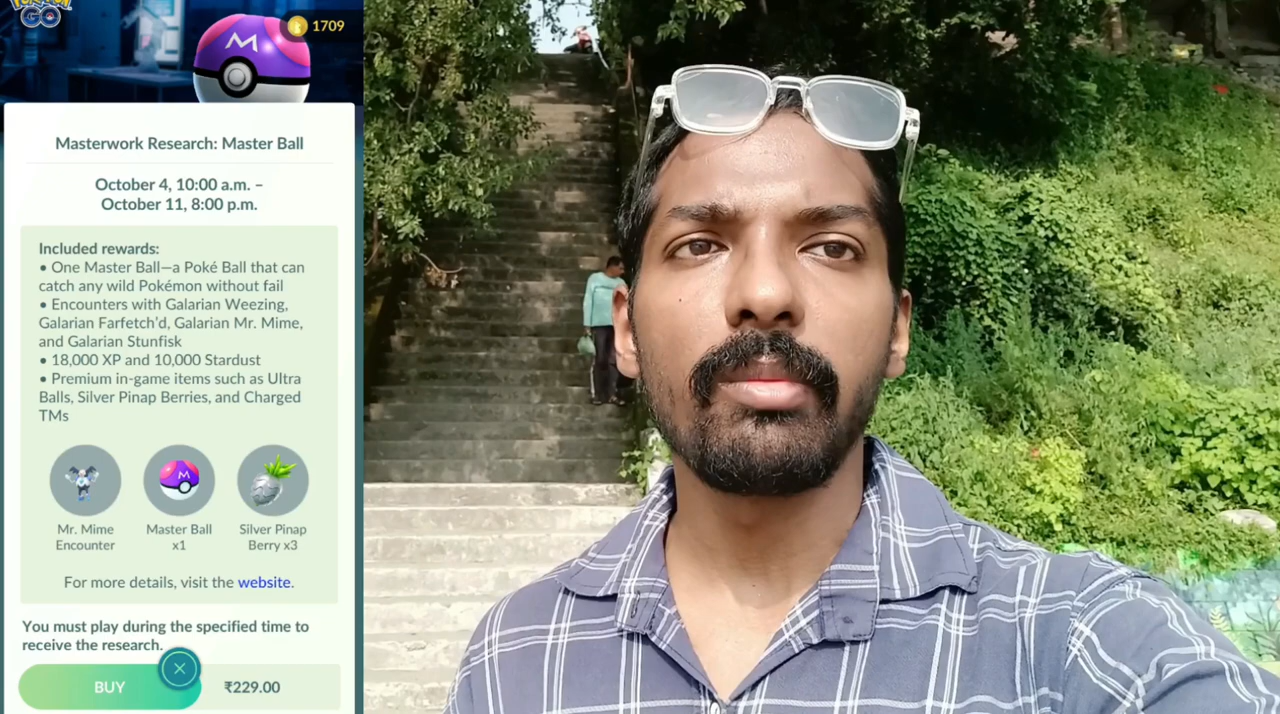 Pokémon
GO
1709
M
Masterwork Research: Master Ball
October 4, 10:00 a.m. –
October 11, 8:00 p.m.
Included rewards:
• One Master Ball—a Poké Ball that can
catch any wild Pokémon without fail
• Encounters with Galarian Weezing,
Galarian Farfetch'd, Galarian Mr. Mime,
and Galarian Stunfisk
• 18,000 XP and 10,000 Stardust
• Premium in-game items such as Ultra
Balls, Silver Pinap Berries, and Charged
TMs
M
Mr. Mime
Encounter
Master Ball
x1
Silver Pinap
Berry x3
For more details, visit the website.
You must play during the specified time to
receive the research.
BUY
₹229.00